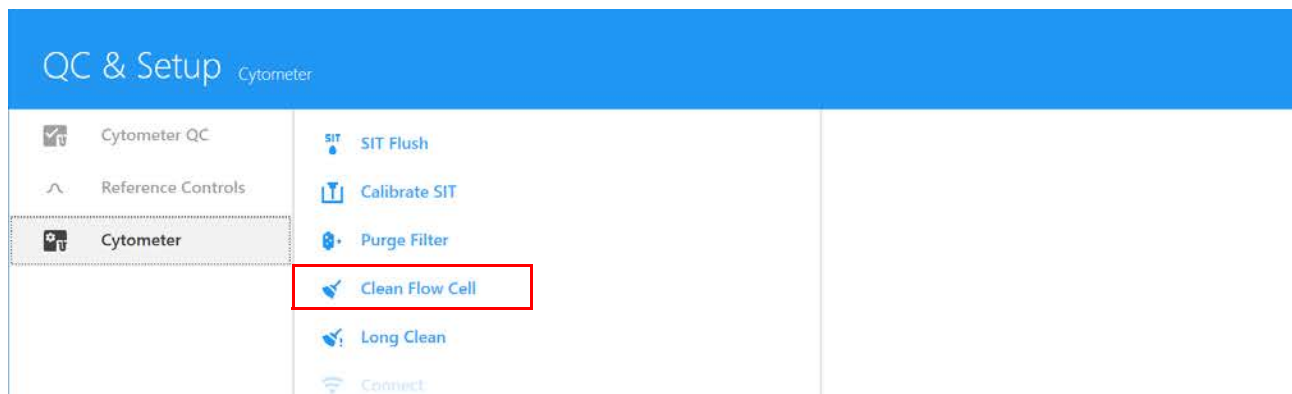 QC & Setup Cytometer
Cytometer QC
Reference Controls
Cytometer
SIT SIT Flush
Calibrate SIT
Purge Filter
Clean Flow Cell
Long Clean
Connect